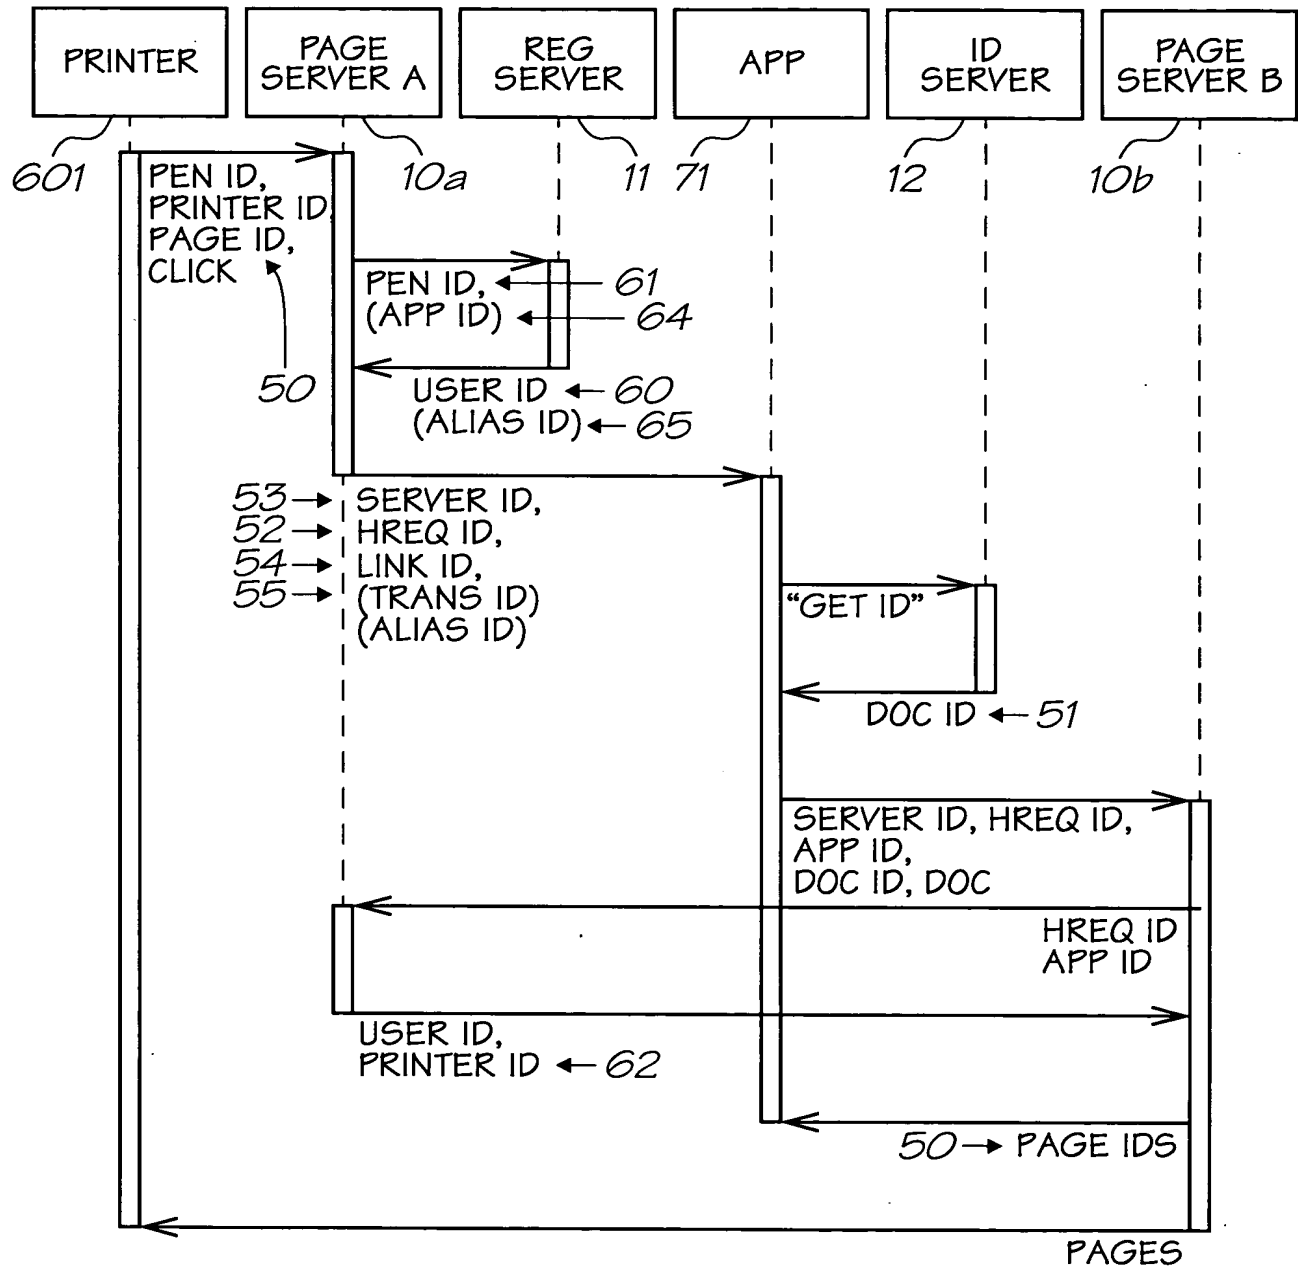 PRINTER
PAGE
SERVER A
REG
SERVER
APP
ID
SERVER
PAGE
SERVER B
601
10a
11
71
12
10b
PEN ID,
PRINTER ID
PAGE ID,
CLICK
50
PEN ID, 61
(APP ID) 64
USER ID 60
(ALIAS ID) 65
53 SERVER ID,
52 HREQ ID,
54 LINK ID,
55 (TRANS ID)
(ALIAS ID)
“GET ID”
DOC ID 51
SERVER ID, HREQ ID,
APP ID,
DOC ID, DOC
HREQ ID
APP ID
USER ID,
PRINTER ID 62
50 PAGE IDS
PAGES